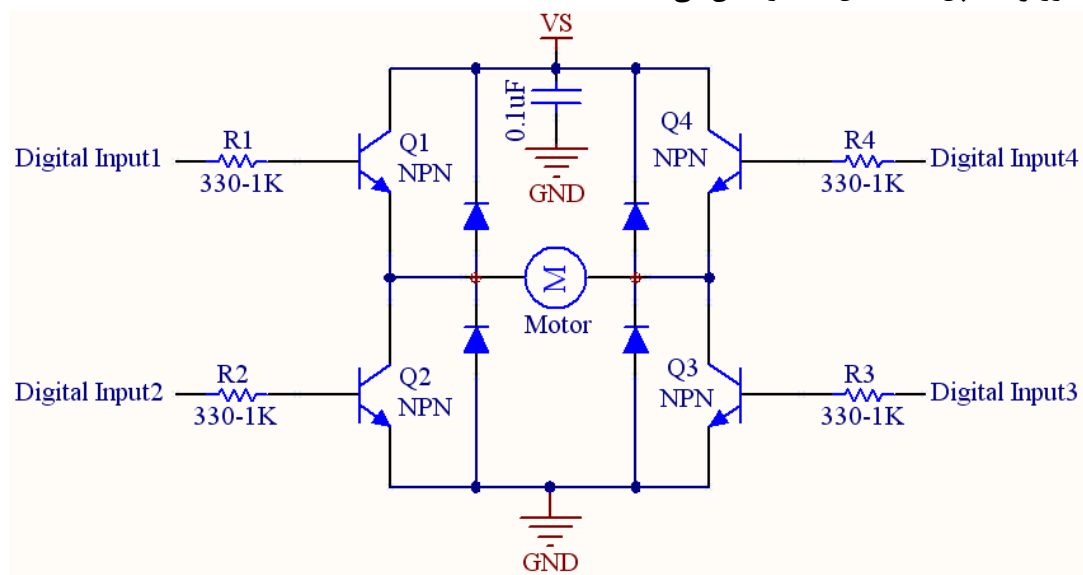 VS
0.1uF
GND
Digital Input1
R1
330-1K
Q1
NPN
Q4
NPN
R4
330-1K
Digital Input4
M
Motor
Digital Input2
R2
330-1K
Q2
NPN
Q3
NPN
R3
330-1K
Digital Input3
GND